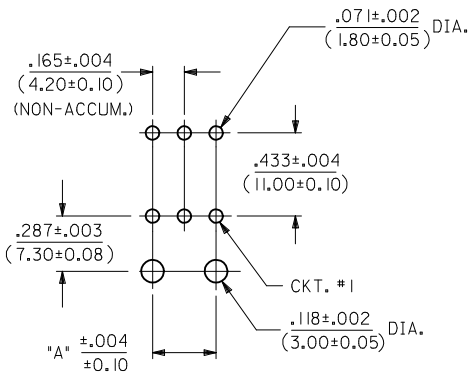 .071±.002
(1.80±0.05) DIA.
.165±.004
(4.20±0.10)
(NON-ACCUM.)
.433±.004
(11.00±0.10)
.287±.003
(7.30±0.08)
CKT. #1
.118±.002
(3.00±0.05) DIA.
"A" ±.004
±0.10